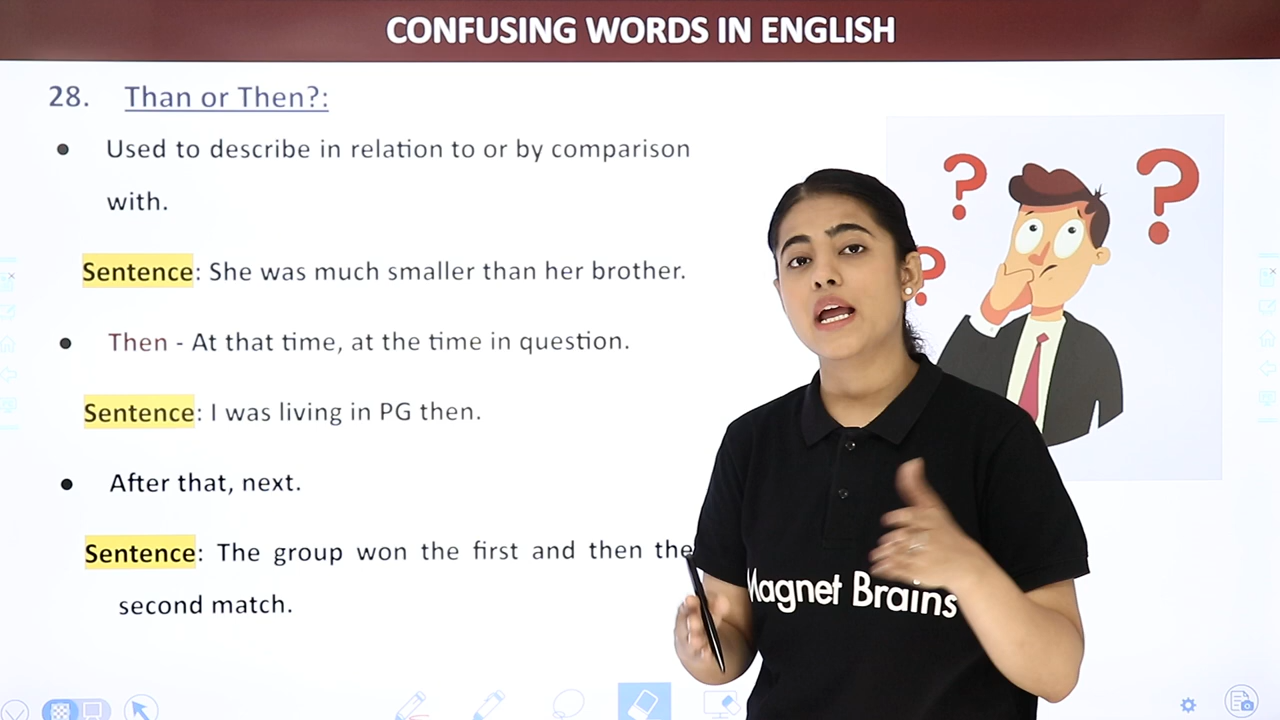 CONFUSING WORDS IN ENGLISH
28. Than or Then?:
● Used to describe in relation to or by comparison
with.
Sentence: She was much smaller than her brother.
● Then - At that time, at the time in question.
Sentence: I was living in PG then.
● After that, next.
Sentence: The group won the first and then the
second match.
? ? ?
Magnet Brains